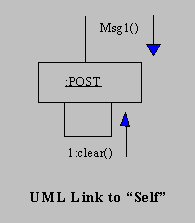 Msg1()
:POST
1:clear()
UML Link to “Self”